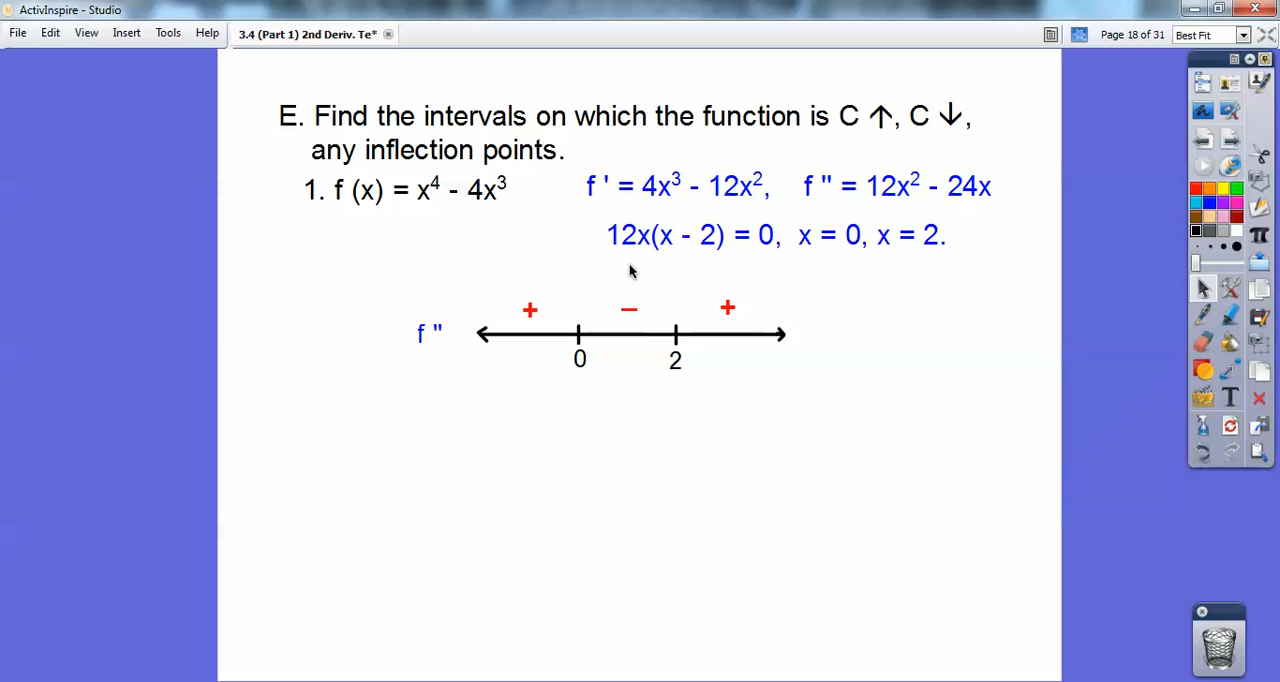 ActivInspire - Studio
File Edit View Insert Tools Help
3.4 (Part 1) 2nd Deriv. Te*
Page 18 of 31
Best Fit
E. Find the intervals on which the function is C ↑, C ↓,
any inflection points.
1. f (x) = x⁴ - 4x³ f ' = 4x³ - 12x², f " = 12x² - 24x
12x(x - 2) = 0, x = 0, x = 2.
+ – +
f "
0 2